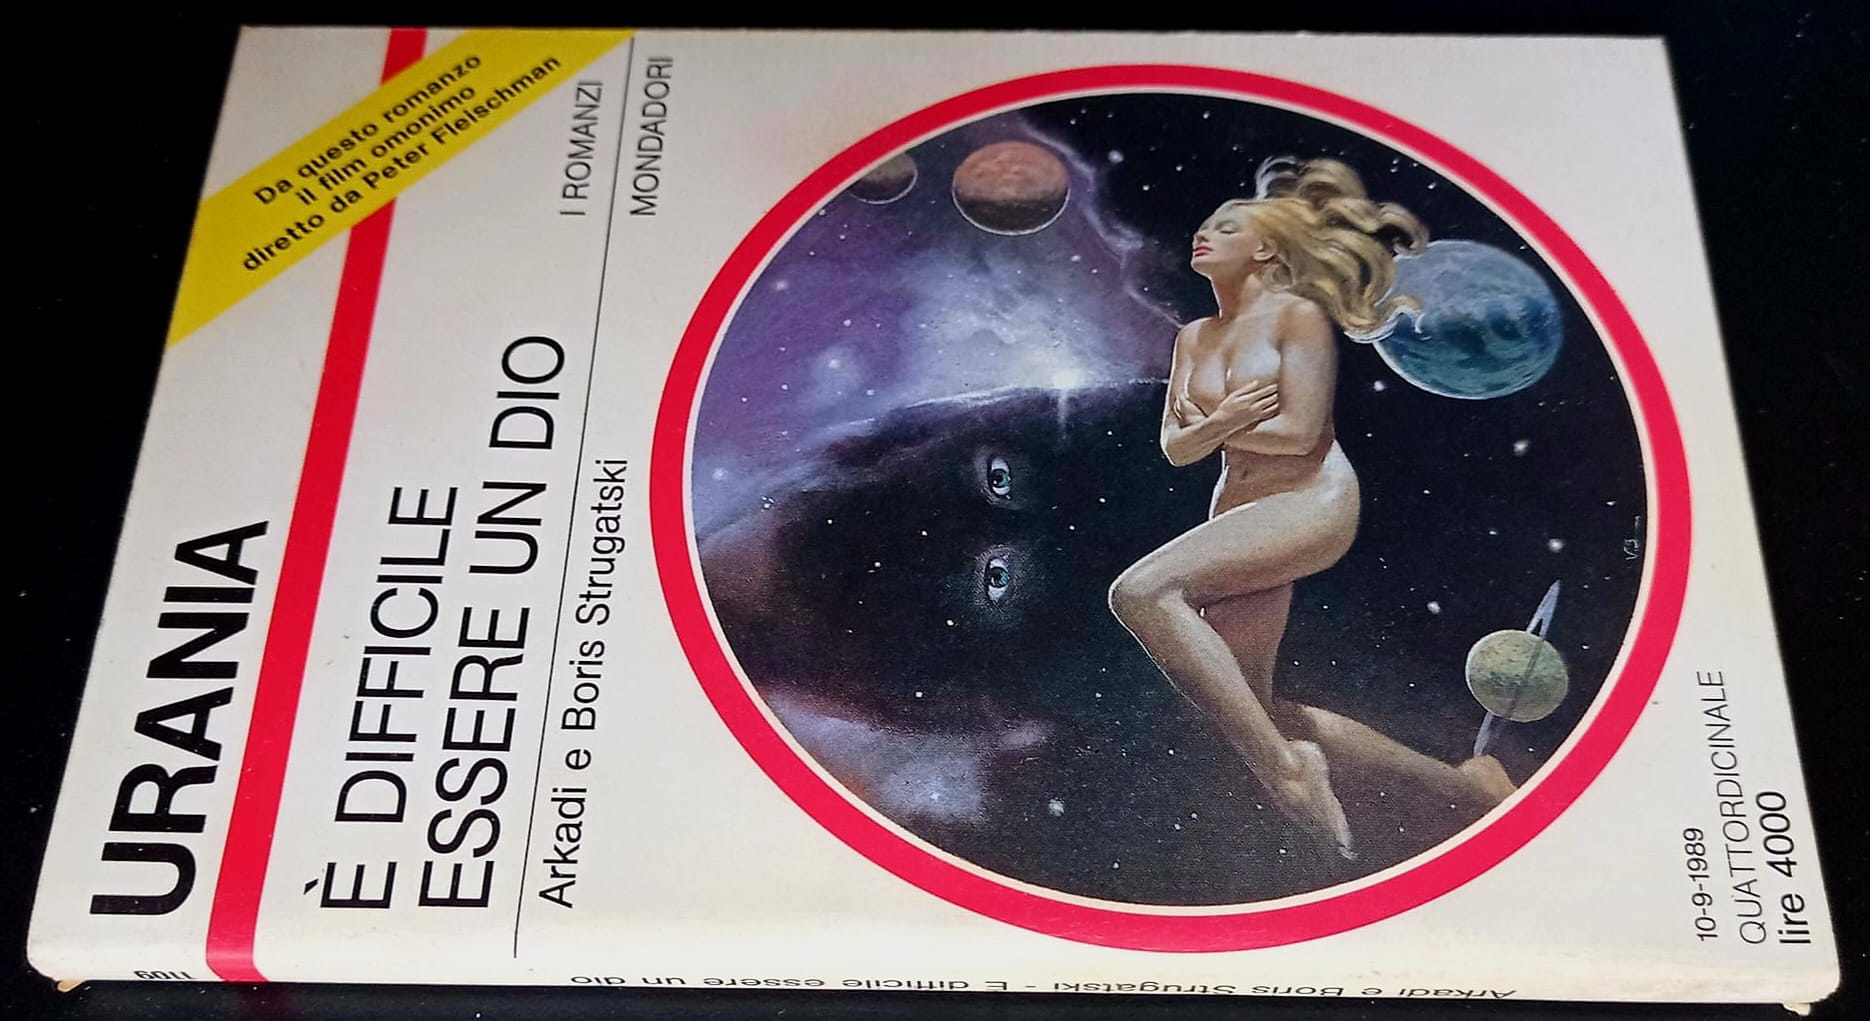 URANIA
Da questo romanzo
il film omonimo
diretto da Peter Fleischman
È DIFFICILE
ESSERE UN DIO
I ROMANZI
Arkadi e Boris Strugatski
MONDADORI
10-9-1989
QUATTORDICINALE
lire 4000
1109
Arkadi e Boris Strugatski - È difficile essere un dio